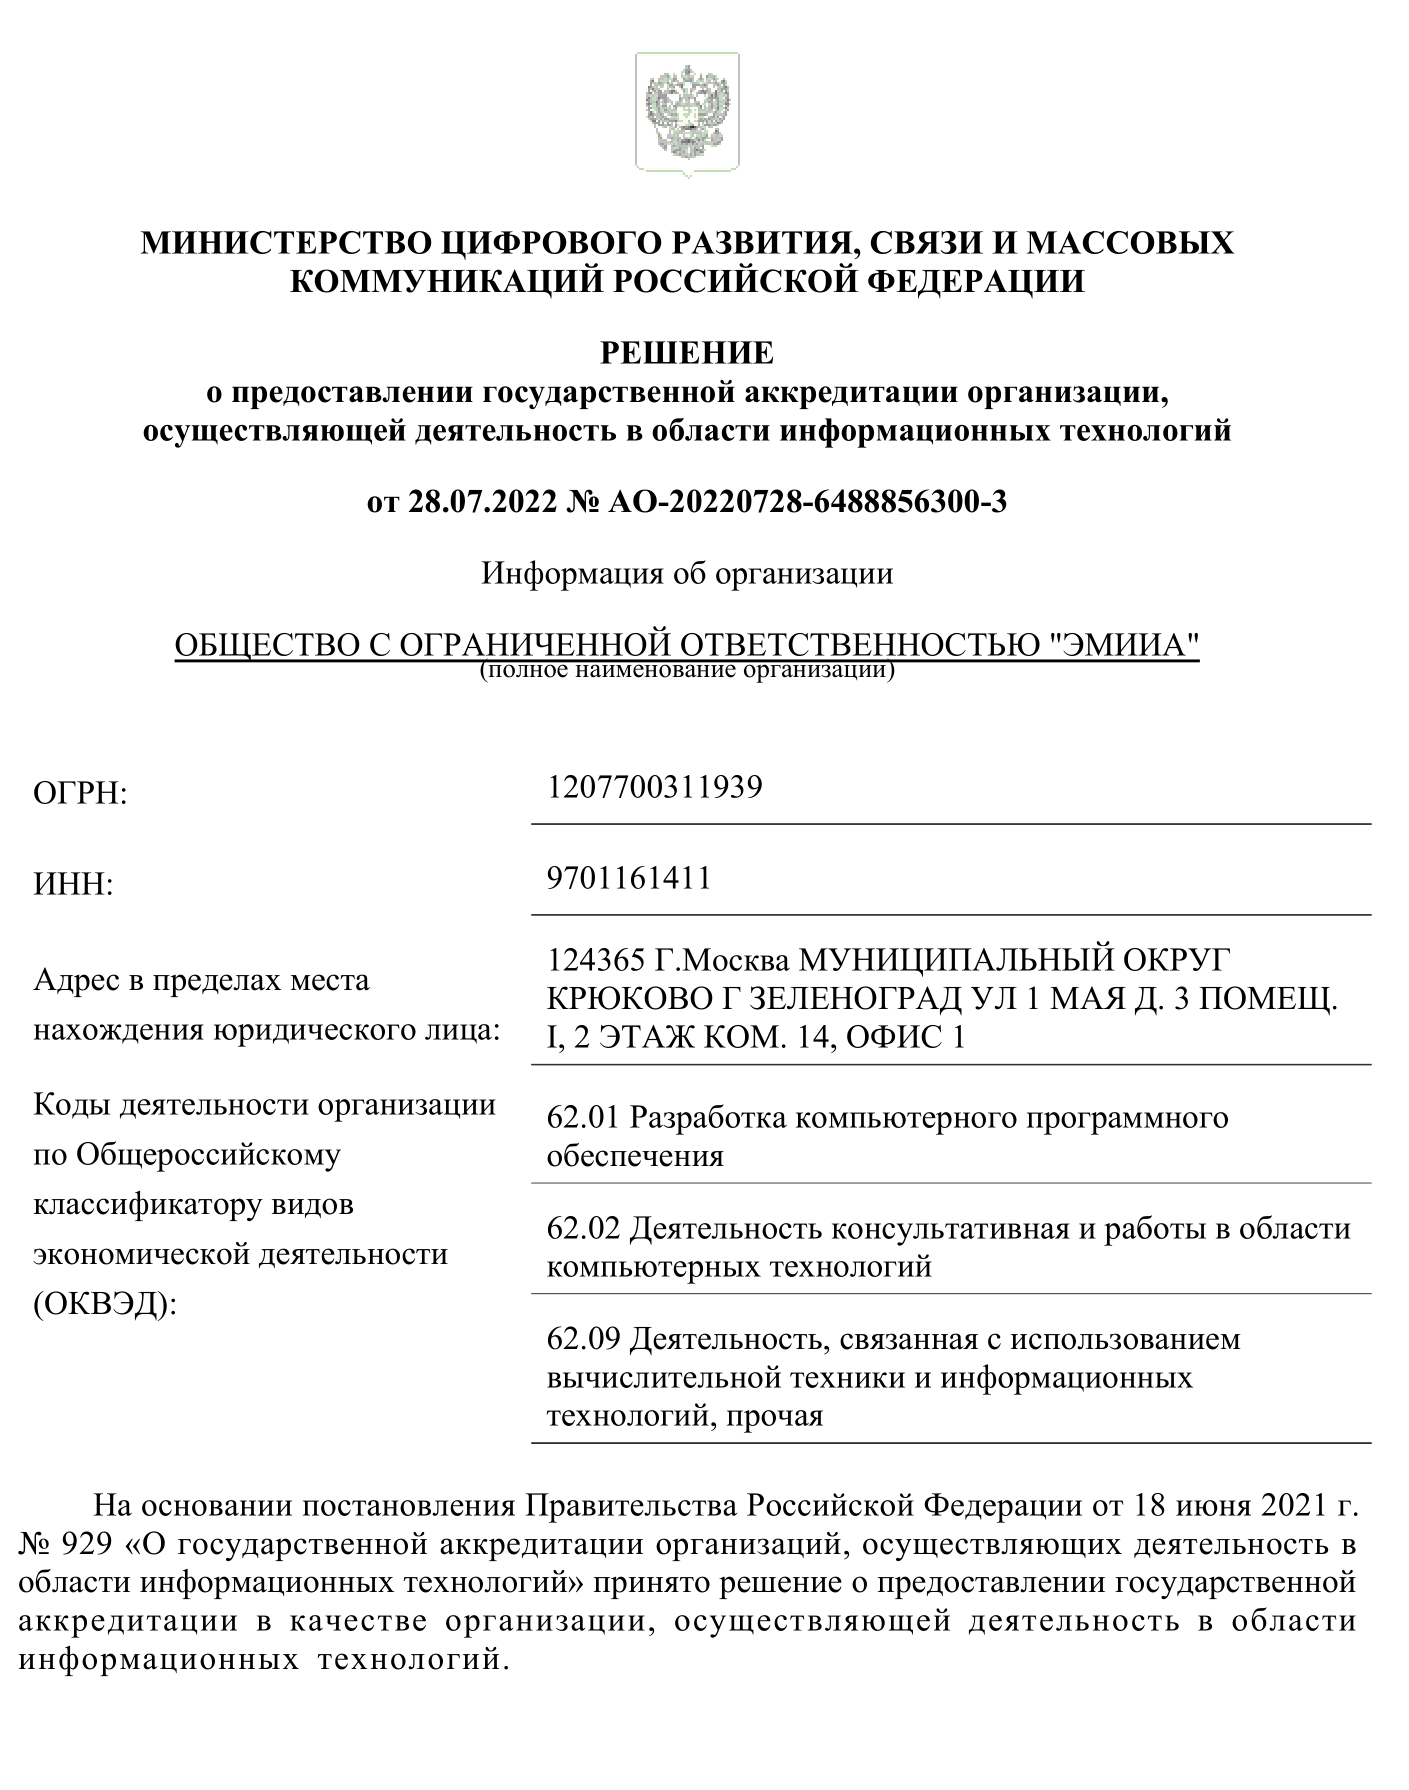 МИНИСТЕРСТВО ЦИФРОВОГО РАЗВИТИЯ, СВЯЗИ И МАССОВЫХ
КОММУНИКАЦИЙ РОССИЙСКОЙ ФЕДЕРАЦИИ
РЕШЕНИЕ
о предоставлении государственной аккредитации организации,
осуществляющей деятельность в области информационных технологий
от 28.07.2022 № АО-20220728-6488856300-3
Информация об организации
ОБЩЕСТВО С ОГРАНИЧЕННОЙ ОТВЕТСТВЕННОСТЬЮ "ЭМИИА"
(полное наименование организации)
ОГРН:
1207700311939
ИНН:
9701161411
Адрес в пределах места
нахождения юридического лица:
124365 Г.Москва МУНИЦИПАЛЬНЫЙ ОКРУГ
КРЮКОВО Г ЗЕЛЕНОГРАД УЛ 1 МАЯ Д. 3 ПОМЕЩ.
I, 2 ЭТАЖ КОМ. 14, ОФИС 1
Коды деятельности организации
по Общероссийскому
классификатору видов
экономической деятельности
(ОКВЭД):
62.01 Разработка компьютерного программного
обеспечения
62.02 Деятельность консультативная и работы в области
компьютерных технологий
62.09 Деятельность, связанная с использованием
вычислительной техники и информационных
технологий, прочая
На основании постановления Правительства Российской Федерации от 18 июня 2021 г.
№ 929 «О государственной аккредитации организаций, осуществляющих деятельность в
области информационных технологий» принято решение о предоставлении государственной
аккредитации в качестве организации, осуществляющей деятельность в области
информационных технологий.